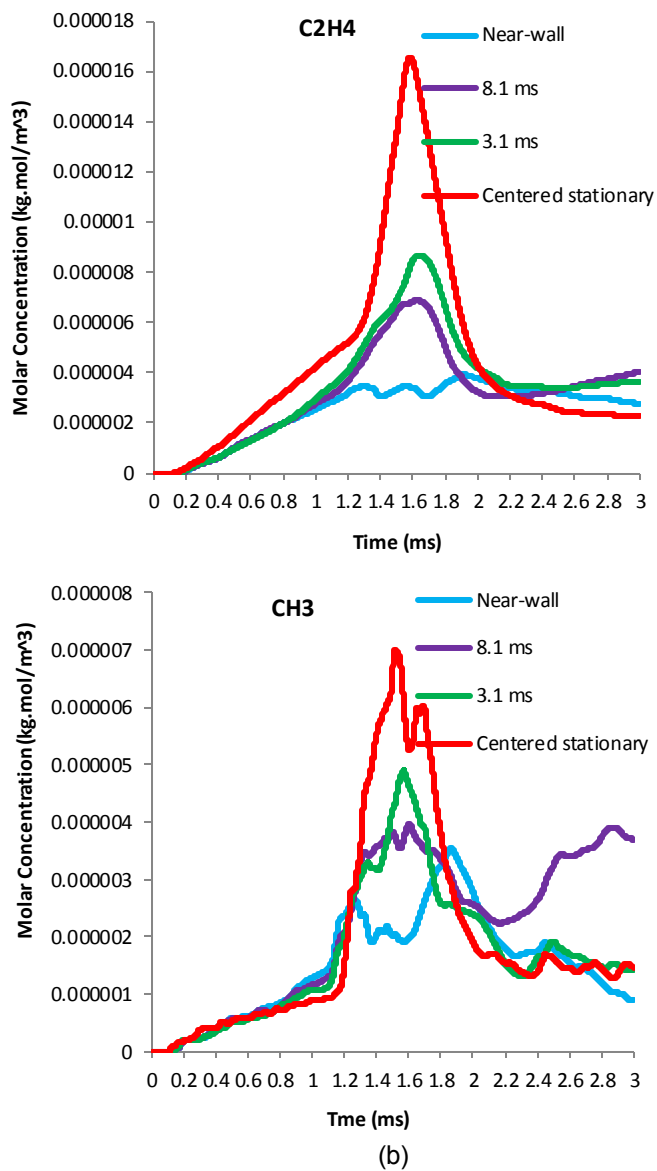 C2H4
0.000018
0.000016
0.000014
0.000012
0.00001
0.000008
0.000006
0.000004
0.000002
0
Molar Concentration (kg.mol/m^3)
Near-wall
8.1 ms
3.1 ms
Centered stationary
0 0.2 0.4 0.6 0.8 1 1.2 1.4 1.6 1.8 2 2.2 2.4 2.6 2.8 3
Time (ms)
CH3
0.000008
0.000007
0.000006
0.000005
0.000004
0.000003
0.000002
0.000001
0
Molar Concentration (kg.mol/m^3)
Near-wall
8.1 ms
3.1 ms
Centered stationary
0 0.2 0.4 0.6 0.8 1 1.2 1.4 1.6 1.8 2 2.2 2.4 2.6 2.8 3
Tme (ms)
(b)